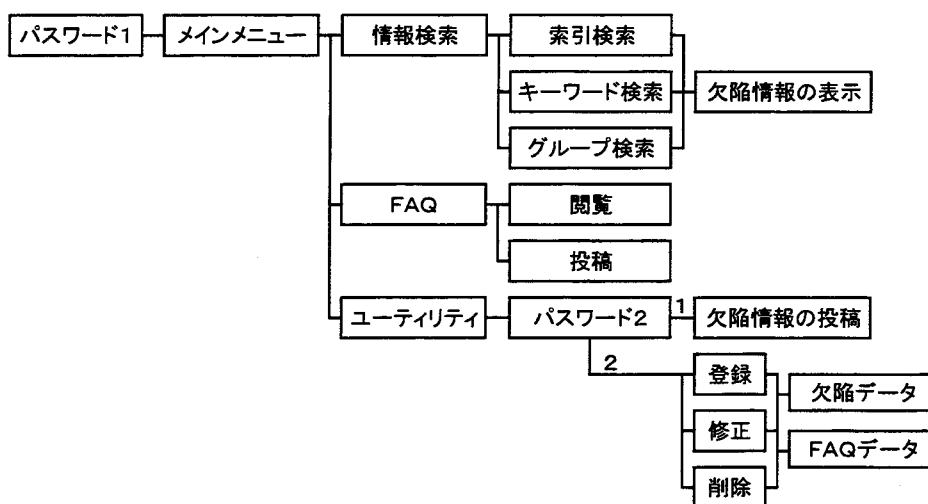 パスワード1
メインメニュー
情報検索
索引検索
キーワード検索
欠陥情報の表示
グループ検索
FAQ
閲覧
投稿
ユーティリティ
パスワード2
1
欠陥情報の投稿
2
登録
欠陥データ
修正
FAQデータ
削除